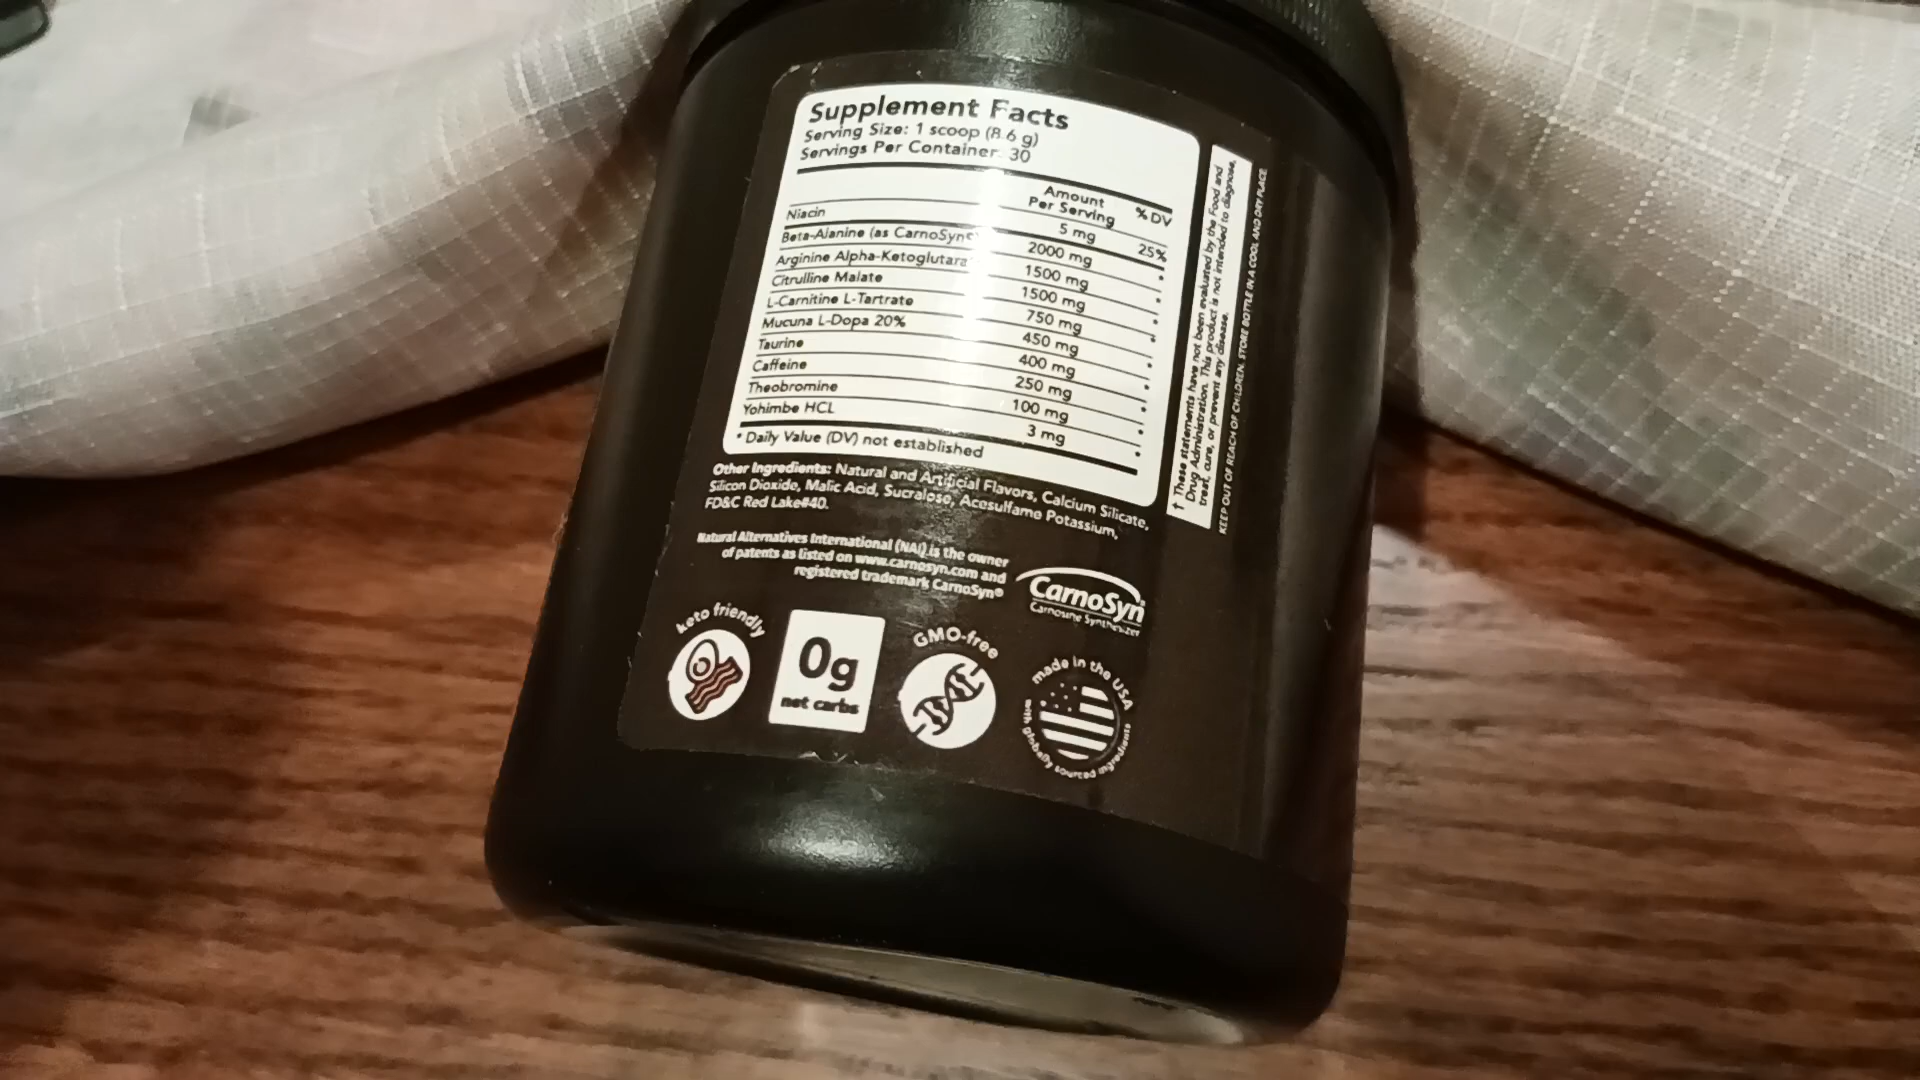 Supplement Facts
Serving Size: 1 scoop (8.6 g)
Servings Per Container: 30
Amount Per Serving % DV
Niacin 5 mg 25%
Beta-Alanine (as CarnoSyn®) 2000 mg *
Arginine Alpha-Ketoglutara 1500 mg *
Citrulline Malate 1500 mg *
L-Carnitine L-Tartrate 750 mg *
Mucuna L-Dopa 20% 450 mg *
Taurine 400 mg *
Caffeine 250 mg *
Theobromine 100 mg *
Yohimbe HCL 3 mg *
* Daily Value (DV) not established
Other Ingredients: Natural and Artificial Flavors, Calcium Silicate,
Silicon Dioxide, Malic Acid, Sucralose, Acesulfame Potassium,
FD&C Red Lake#40.
† These statements have not been evaluated by the Food and
Drug Administration. This product is not intended to diagnose,
treat, cure, or prevent any disease.
KEEP OUT OF REACH OF CHILDREN. STORE BOTTLE IN A COOL AND DRY PLACE
Natural Alternatives International (NAI) is the owner
of patents as listed on www.carnosyn.com and
registered trademark CarnoSyn®
CarnoSyn®
Carnosine Synthesizer
keto friendly
0g
net carbs
GMO-free
made in the USA
with globally sourced ingredients